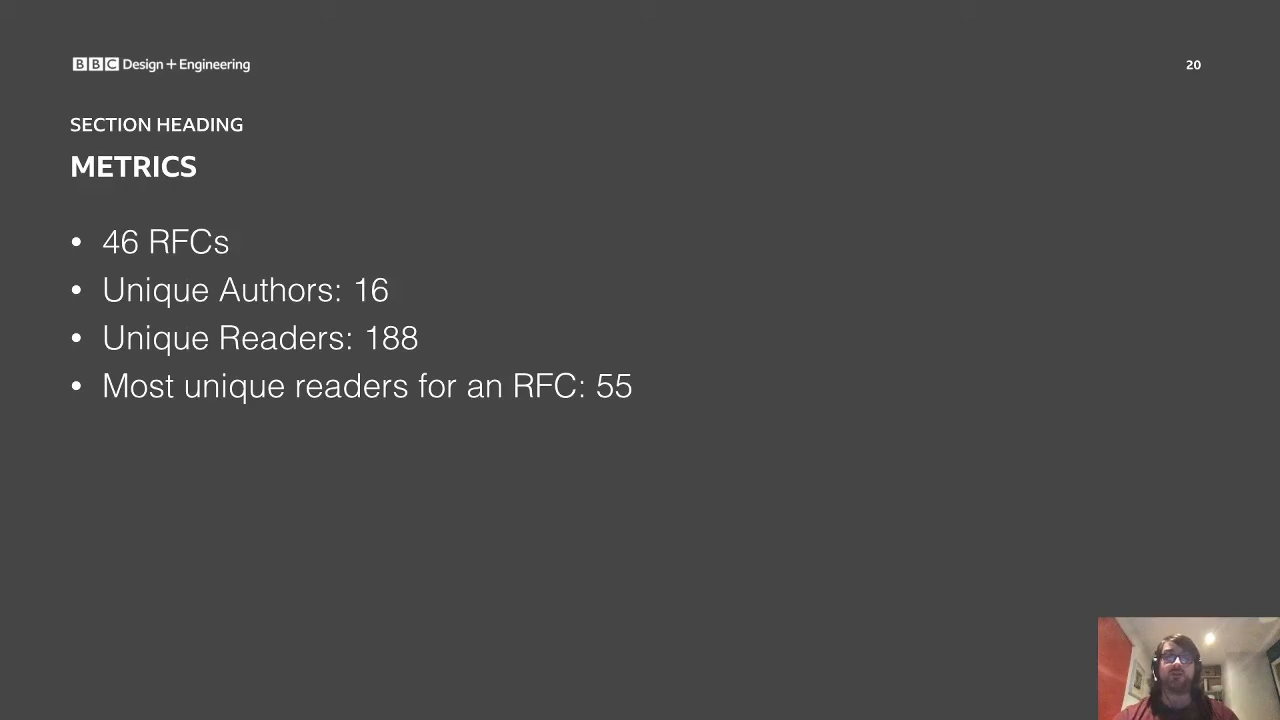 BBC Design + Engineering
20
SECTION HEADING
METRICS
• 46 RFCs
• Unique Authors: 16
• Unique Readers: 188
• Most unique readers for an RFC: 55